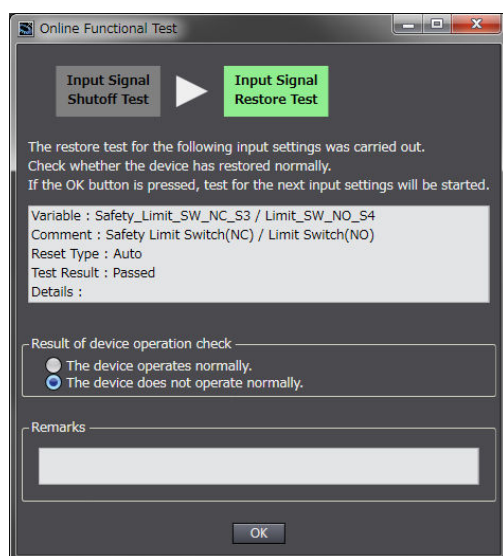 Online Functional Test
Input Signal
Shutoff Test
Input Signal
Restore Test
The restore test for the following input settings was carried out.
Check whether the device has restored normally.
If the OK button is pressed, test for the next input settings will be started.
Variable : Safety_Limit_SW_NC_S3 / Limit_SW_NO_S4
Comment : Safety Limit Switch(NC) / Limit Switch(NO)
Reset Type : Auto
Test Result : Passed
Details :
Result of device operation check
The device operates normally.
The device does not operate normally.
Remarks
OK